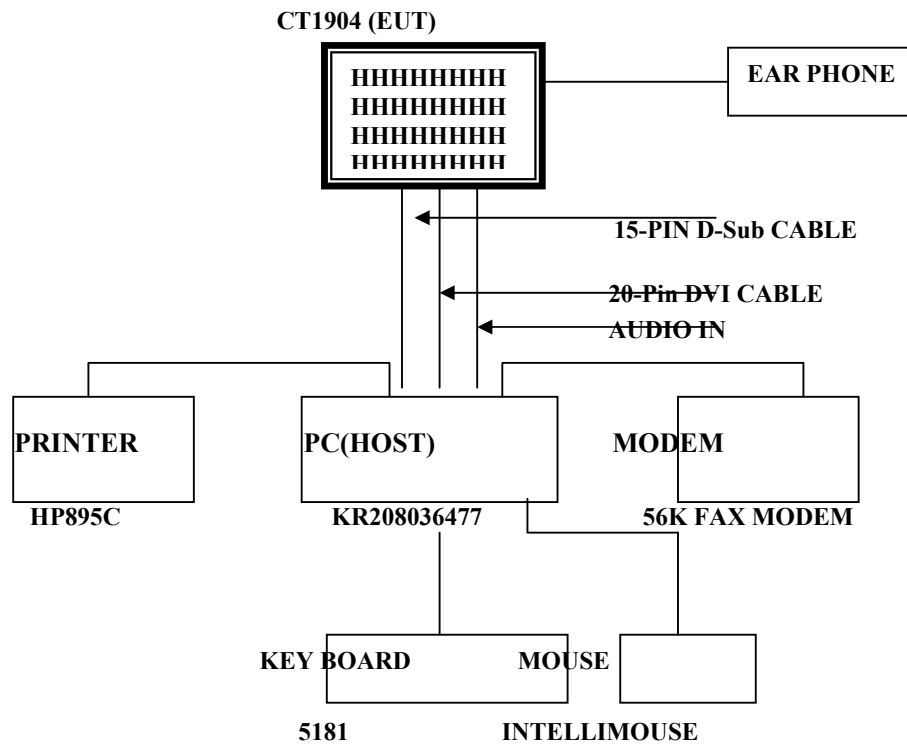 CT1904 (EUT)
HHHHHHHH
HHHHHHHH
HHHHHHHH
HHHHHHHH
EAR PHONE
15-PIN D-Sub CABLE
20-Pin DVI CABLE
AUDIO IN
PRINTER
PC(HOST)
MODEM
HP895C
KR208036477
56K FAX MODEM
KEY BOARD
MOUSE
5181
INTELLIMOUSE